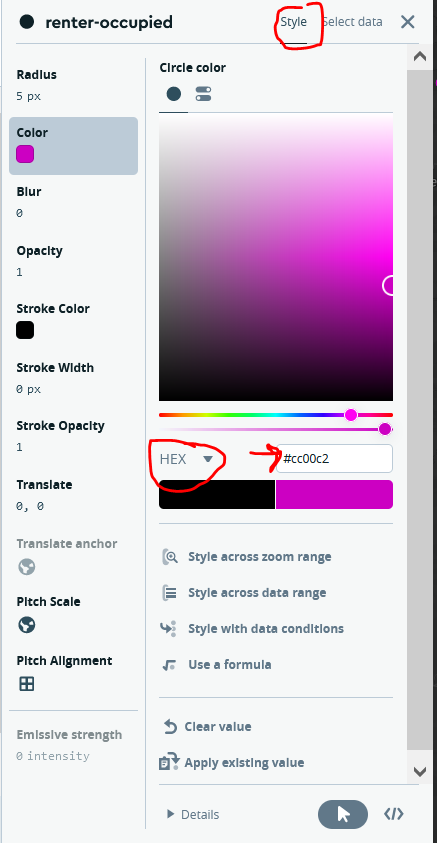 renter-occupied
Style
Select data
Radius
5 px
Color
Blur
0
Opacity
1
Stroke Color
Stroke Width
0 px
Stroke Opacity
1
Translate
0, 0
Translate anchor
Pitch Scale
Pitch Alignment
Emissive strength
0 intensity
Circle color
HEX
#cc00c2
Style across zoom range
Style across data range
Style with data conditions
Use a formula
Clear value
Apply existing value
Details